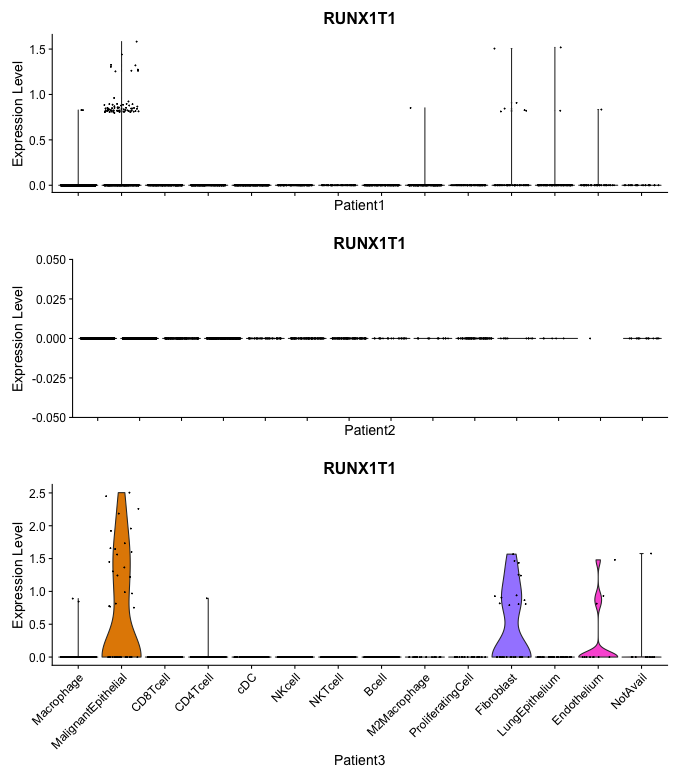 RUNX1T1
Expression Level
1.5
1.0
0.5
0.0
Patient1
RUNX1T1
Expression Level
0.050
0.025
0.000
-0.025
-0.050
Patient2
RUNX1T1
Expression Level
2.5
2.0
1.5
1.0
0.5
0.0
Macrophage
MalignantEpithelial
CD8Tcell
CD4Tcell
cDC
NKcell
NKTcell
Bcell
M2Macrophage
ProliferatingCell
Fibroblast
LungEpithelium
Endothelium
NotAvail
Patient3